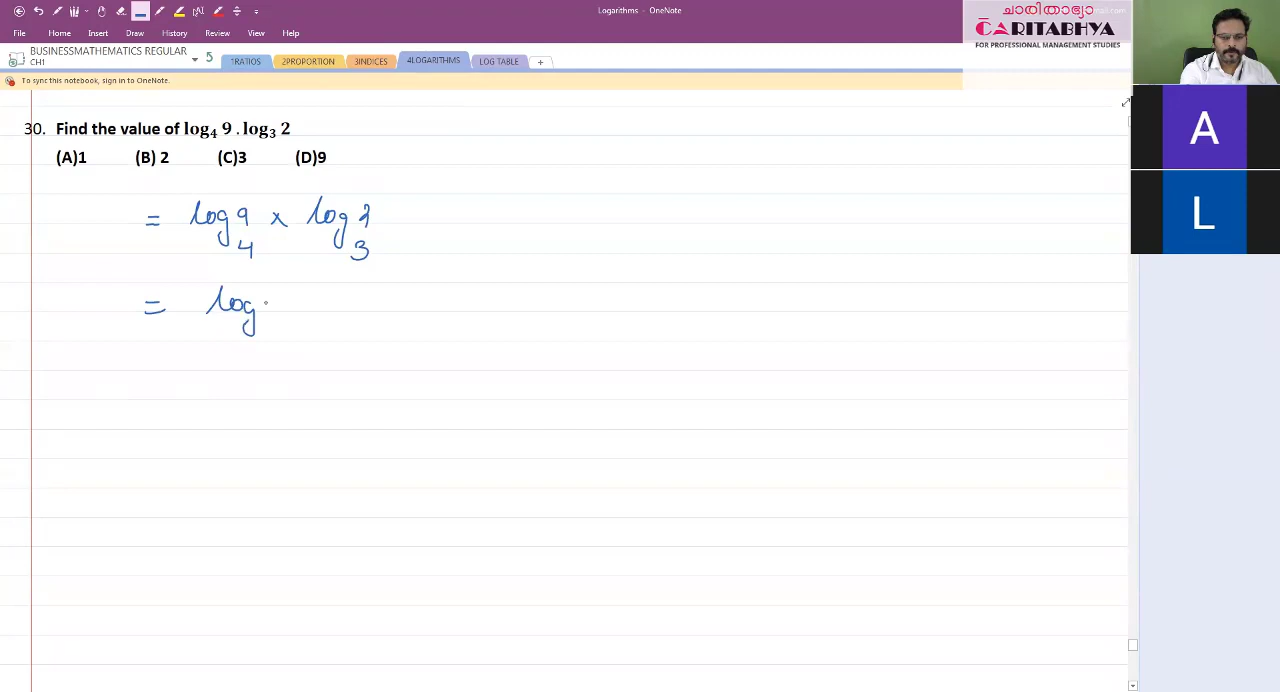 Logarithms – OneNote
ചാരിതാഭ്യാ
CARITABHYA
FOR PROFESSIONAL MANAGEMENT STUDIES
File Home Insert Draw History Review View Help
BUSINESSMATHEMATICS REGULAR
CH1
1RATIOS 2PROPORTION 3INDICES 4LOGARITHMS LOG TABLE +
To sync this notebook, sign in to OneNote.
30. Find the value of log₄ 9 . log₃ 2
(A)1 (B) 2 (C)3 (D)9
= log₄ 9 × log₃ 2
= log
A
L